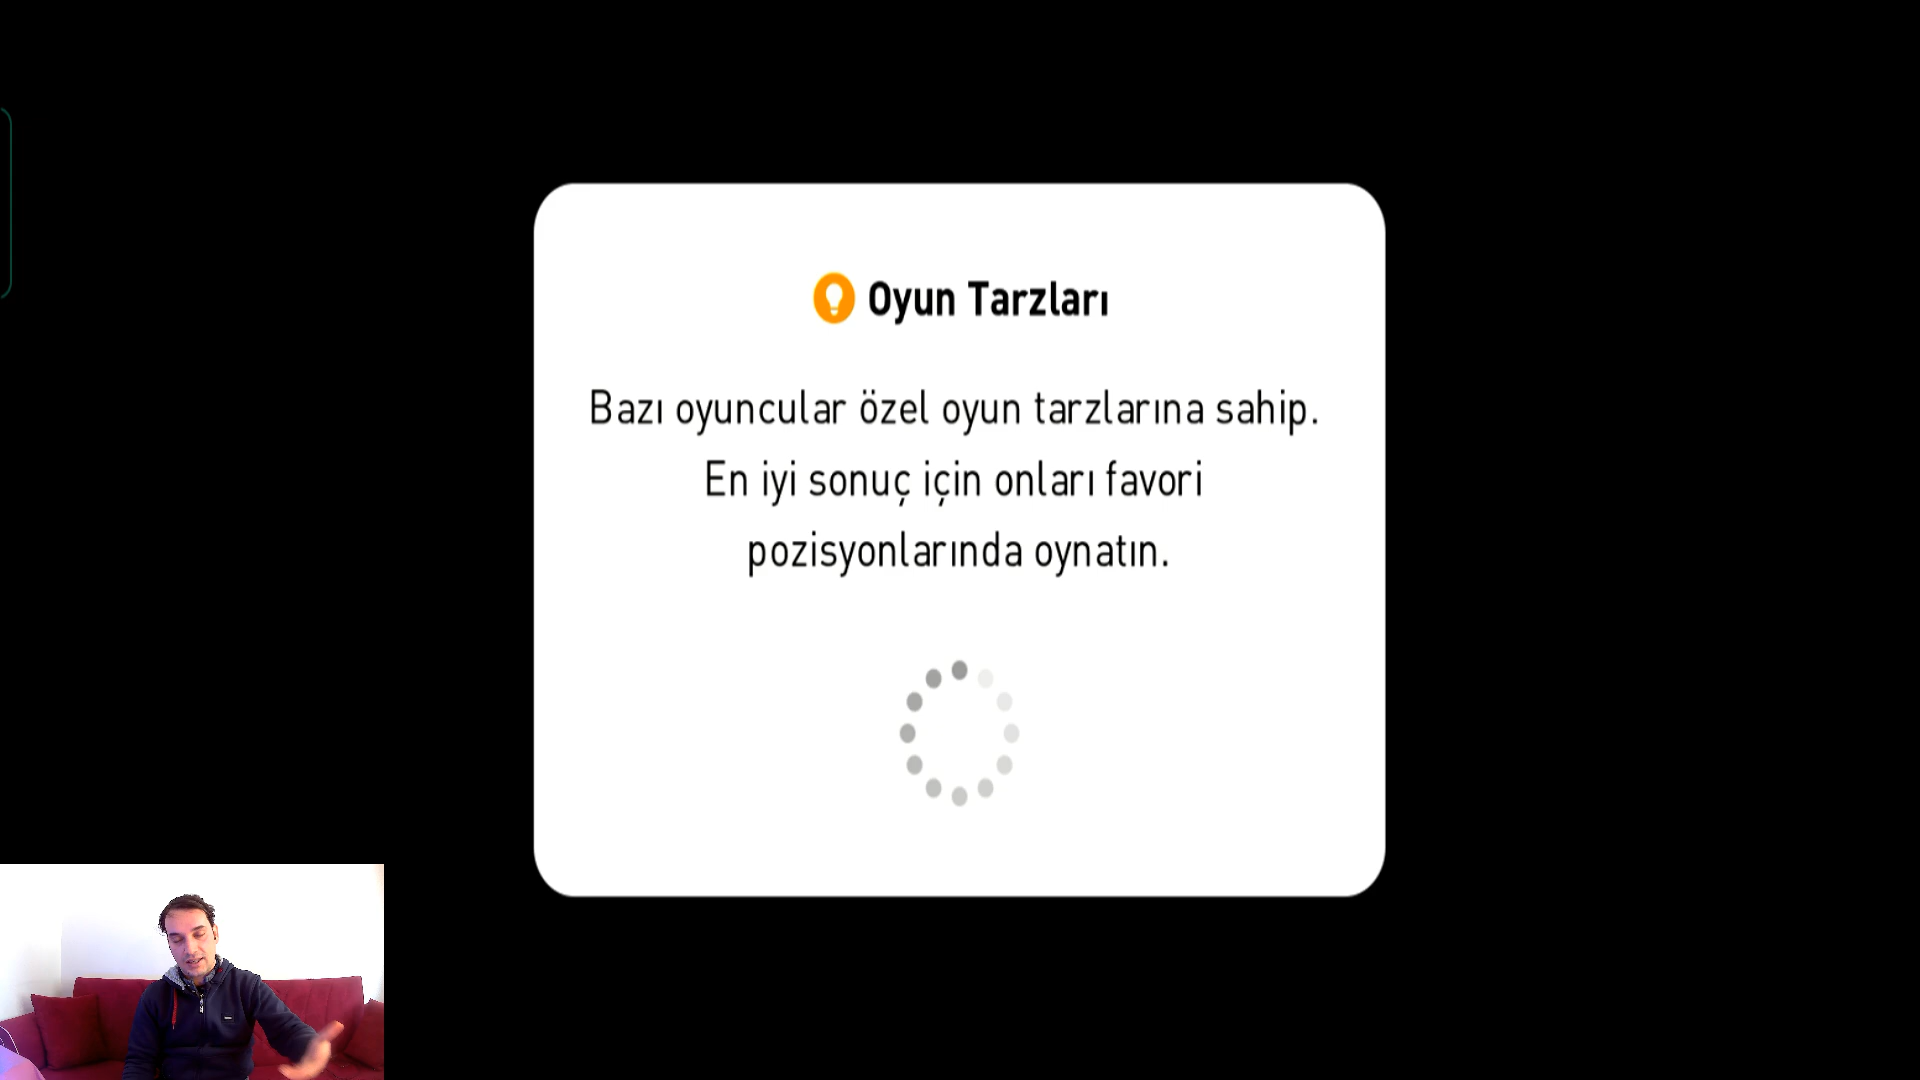 Oyun Tarzları
Bazı oyuncular özel oyun tarzlarına sahip.
En iyi sonuç için onları favori
pozisyonlarında oynatın.